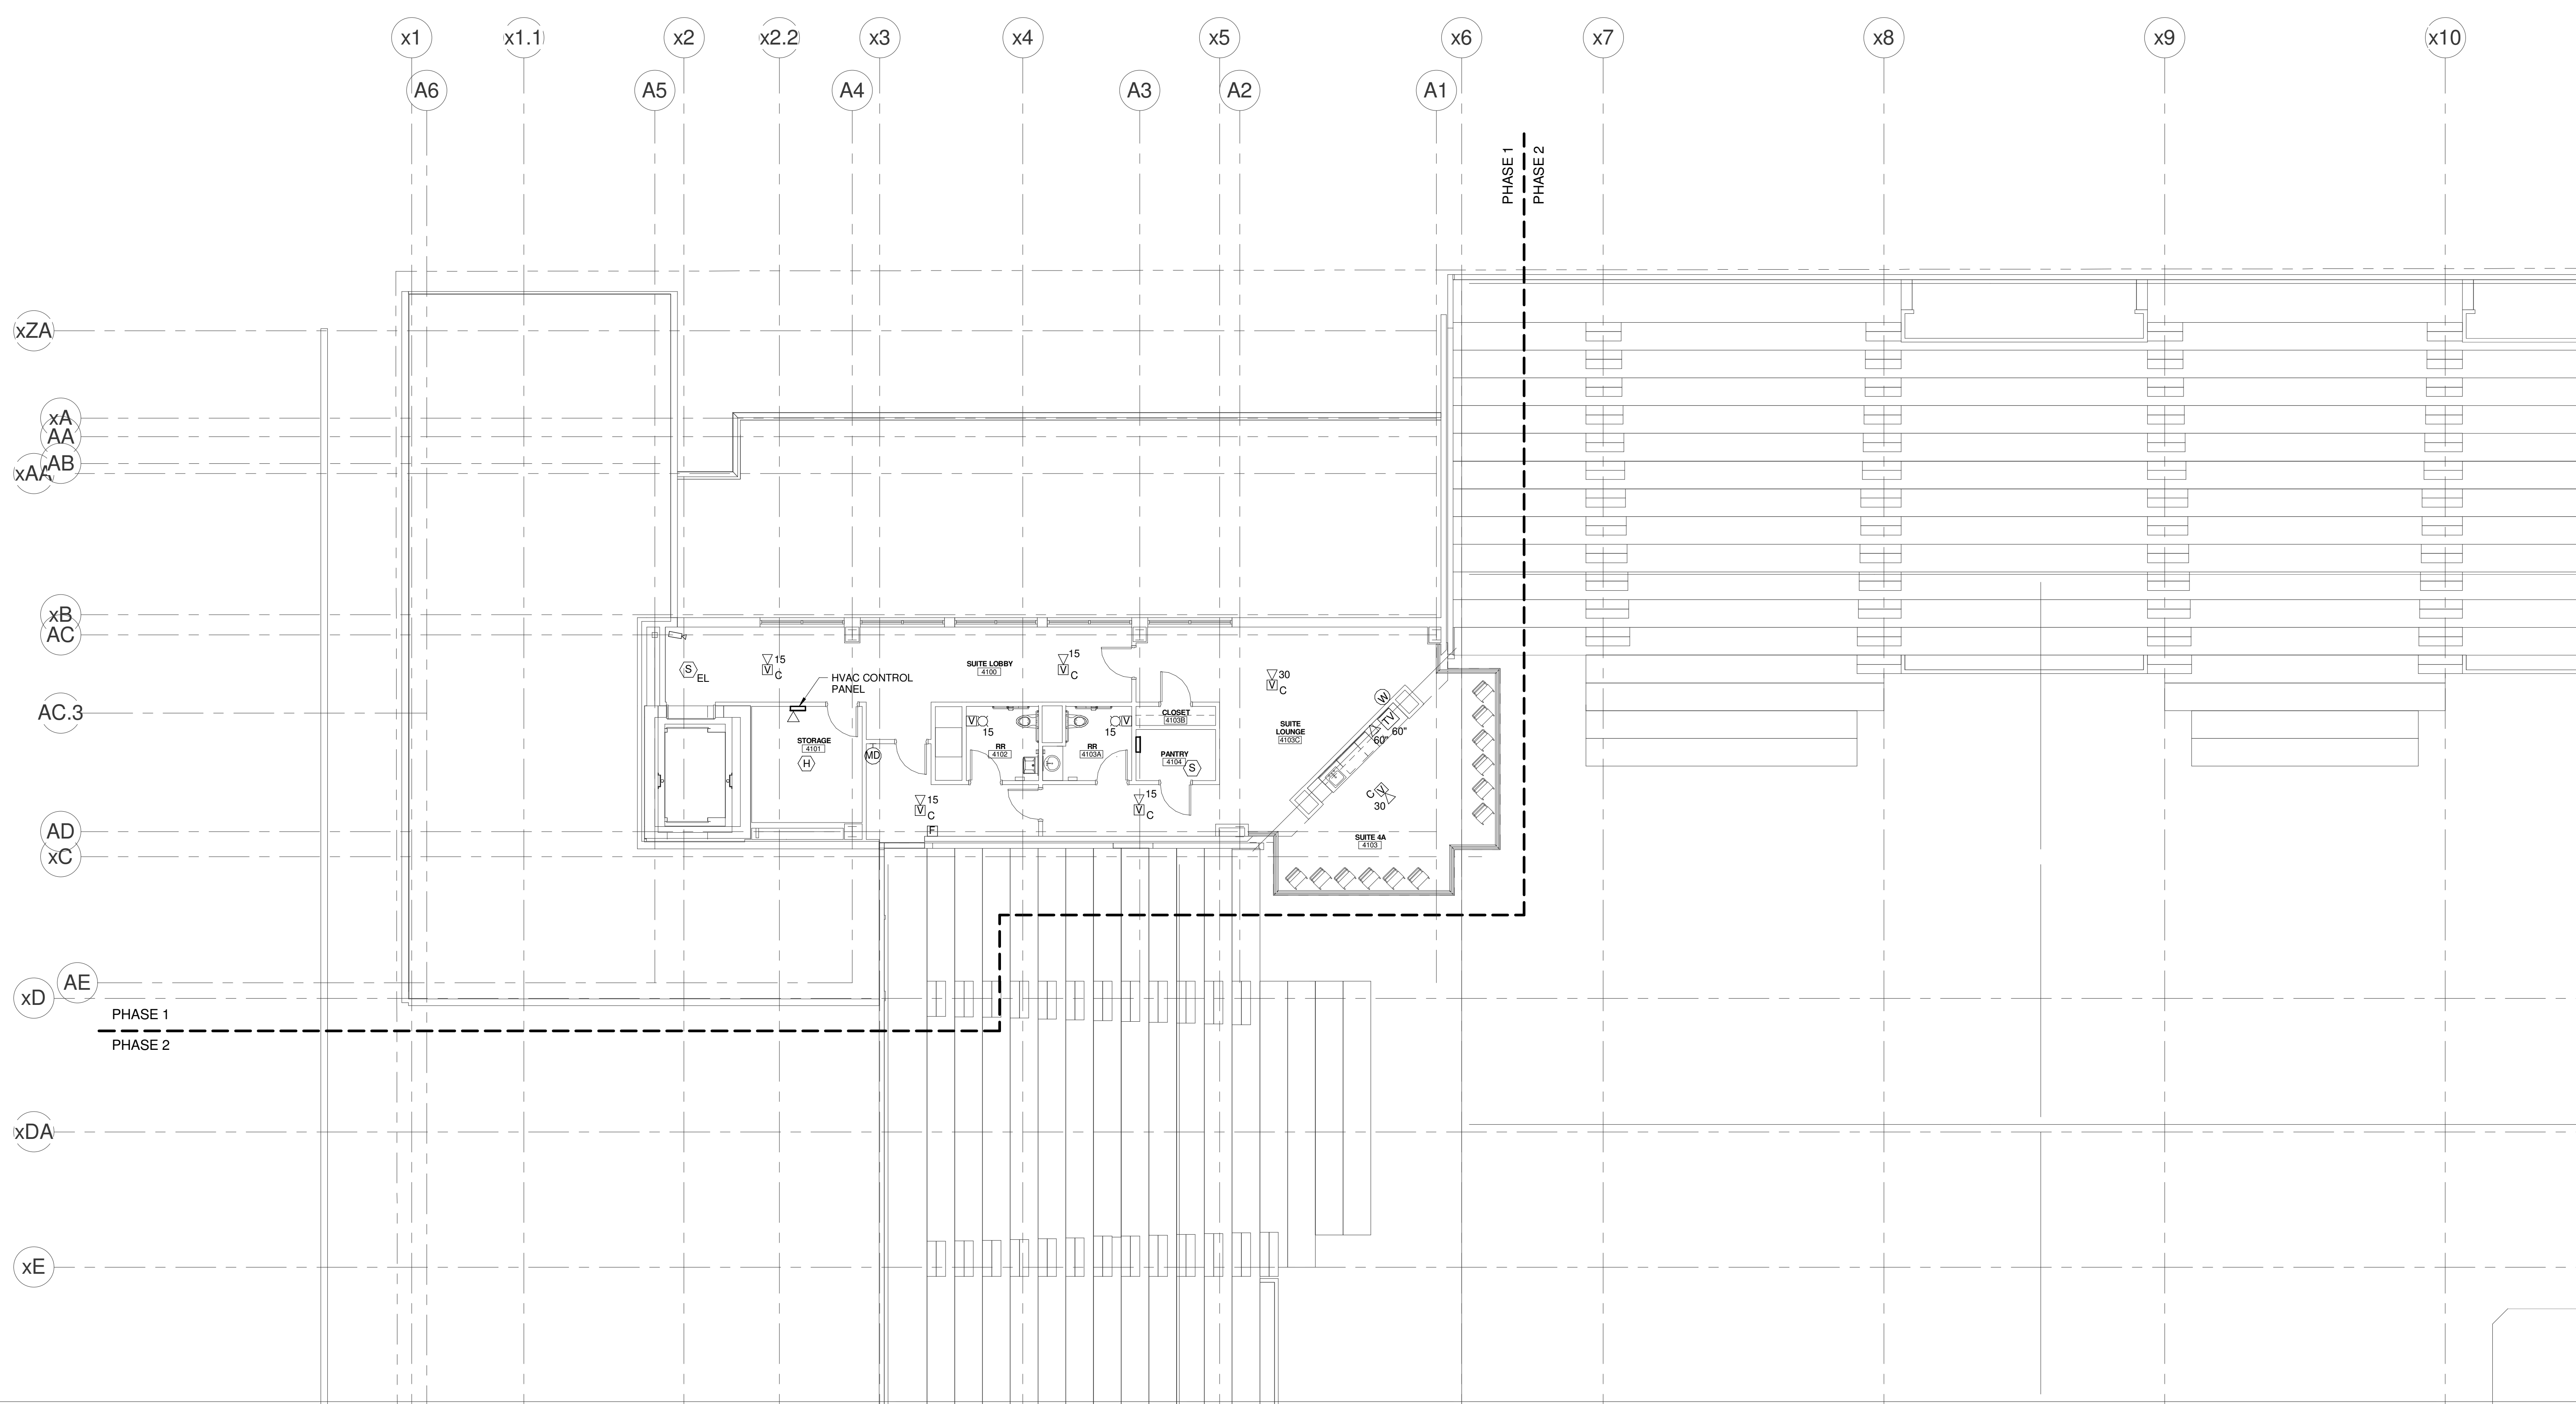 x1
x1.1
x2
x2.2
x3
x4
x5
x6
x7
x8
x9
x10
A6
A5
A4
A3
A2
A1
PHASE 1
PHASE 2
xZA
xA
AA
AB
xAA
xB
AC
AC.3
AD
xC
AE
xD
xDA
xE
S
EL
15
V
C
HVAC CONTROL
PANEL
SUITE LOBBY
4100
15
V
C
30
V
C
STORAGE
4101
H
MD
V
15
RR
4102
15
V
RR
4103A
CLOSET
4103B
PANTRY
4104
S
SUITE
LOUNGE
4103C
W
TV
60"
60"
15
V
C
F
15
V
C
C
V
30
SUITE 4A
4103
PHASE 1
PHASE 2